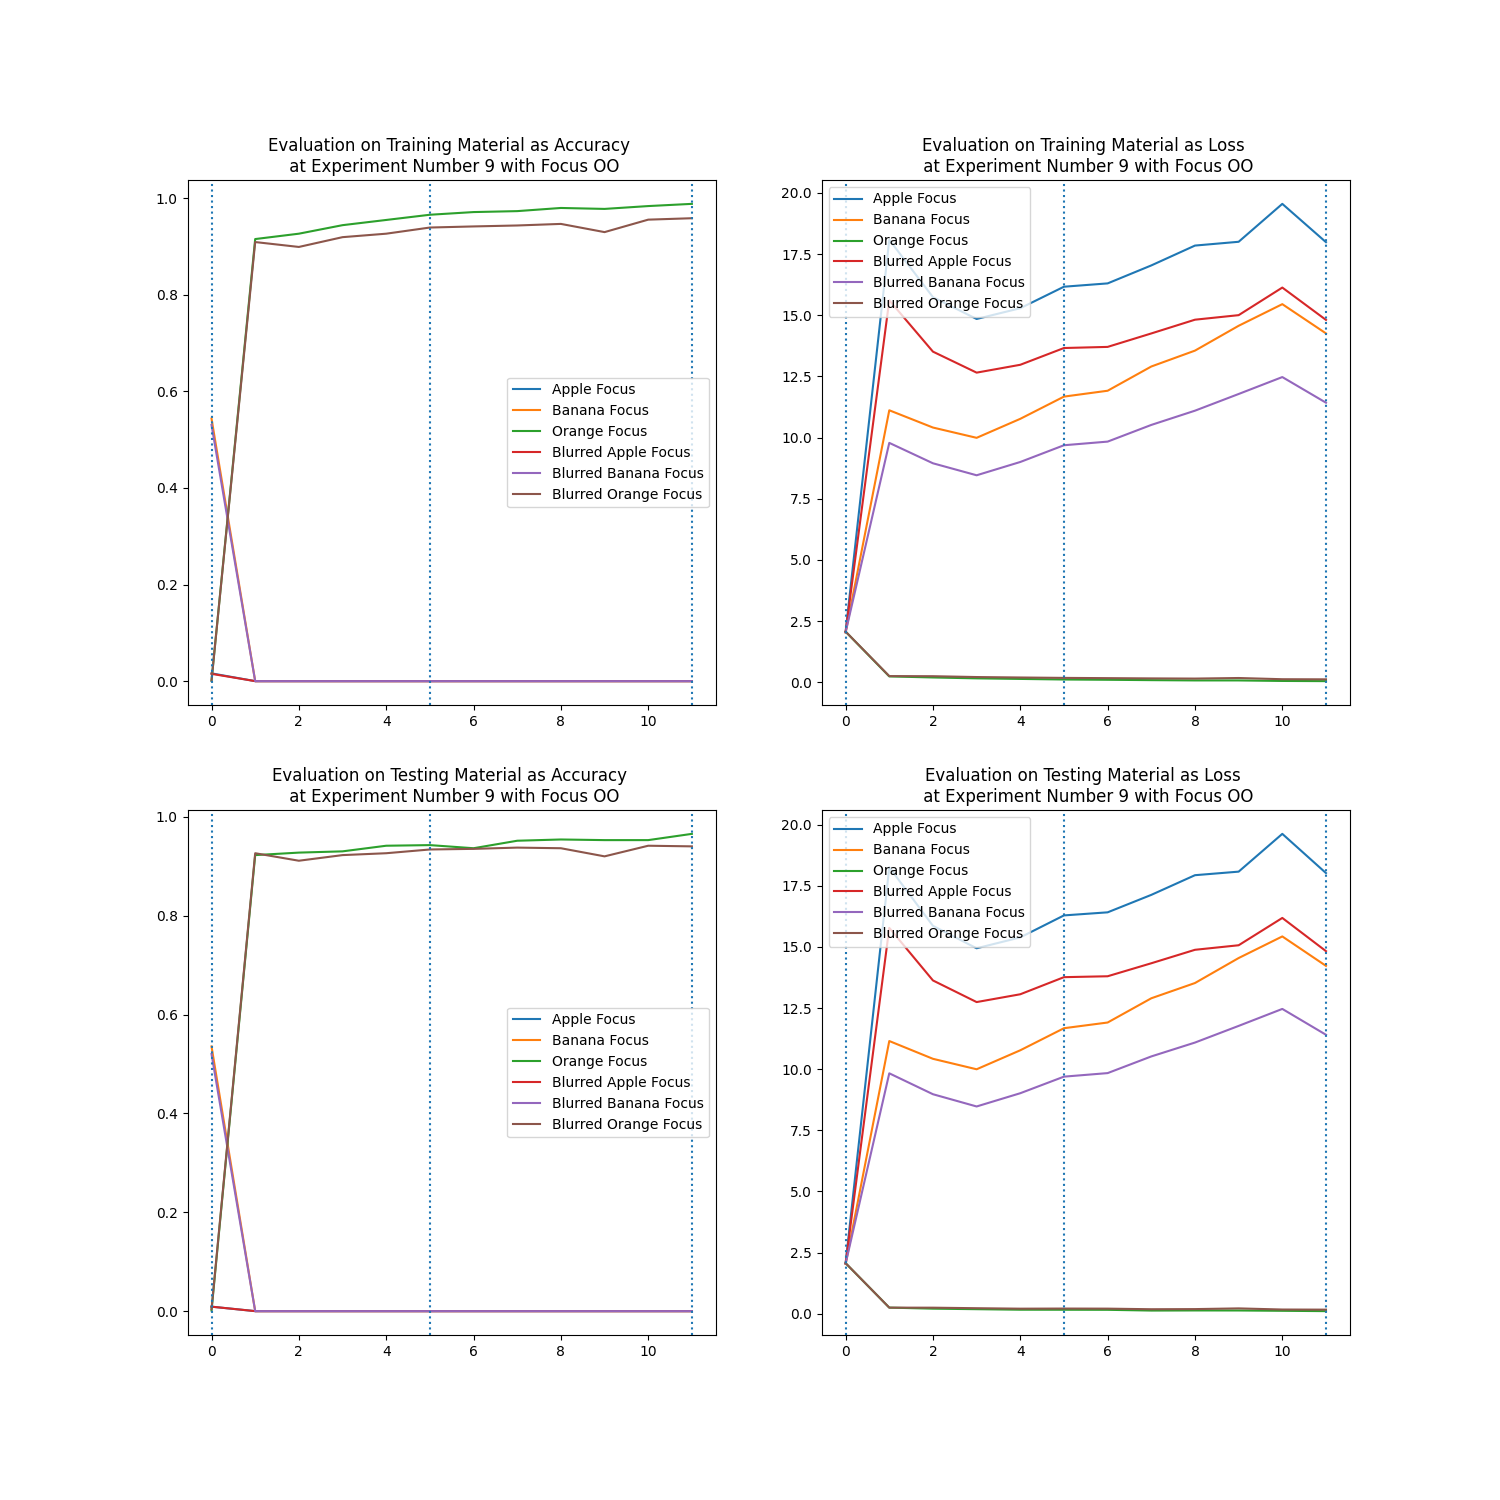 Evaluation on Training Material as Accuracy
at Experiment Number 9 with Focus OO
1.0
0.8
0.6
0.4
0.2
0.0
0 2 4 6 8 10
Apple Focus
Banana Focus
Orange Focus
Blurred Apple Focus
Blurred Banana Focus
Blurred Orange Focus
Evaluation on Training Material as Loss
at Experiment Number 9 with Focus OO
20.0
17.5
15.0
12.5
10.0
7.5
5.0
2.5
0.0
0 2 4 6 8 10
Apple Focus
Banana Focus
Orange Focus
Blurred Apple Focus
Blurred Banana Focus
Blurred Orange Focus
Evaluation on Testing Material as Accuracy
at Experiment Number 9 with Focus OO
1.0
0.8
0.6
0.4
0.2
0.0
0 2 4 6 8 10
Apple Focus
Banana Focus
Orange Focus
Blurred Apple Focus
Blurred Banana Focus
Blurred Orange Focus
Evaluation on Testing Material as Loss
at Experiment Number 9 with Focus OO
20.0
17.5
15.0
12.5
10.0
7.5
5.0
2.5
0.0
0 2 4 6 8 10
Apple Focus
Banana Focus
Orange Focus
Blurred Apple Focus
Blurred Banana Focus
Blurred Orange Focus